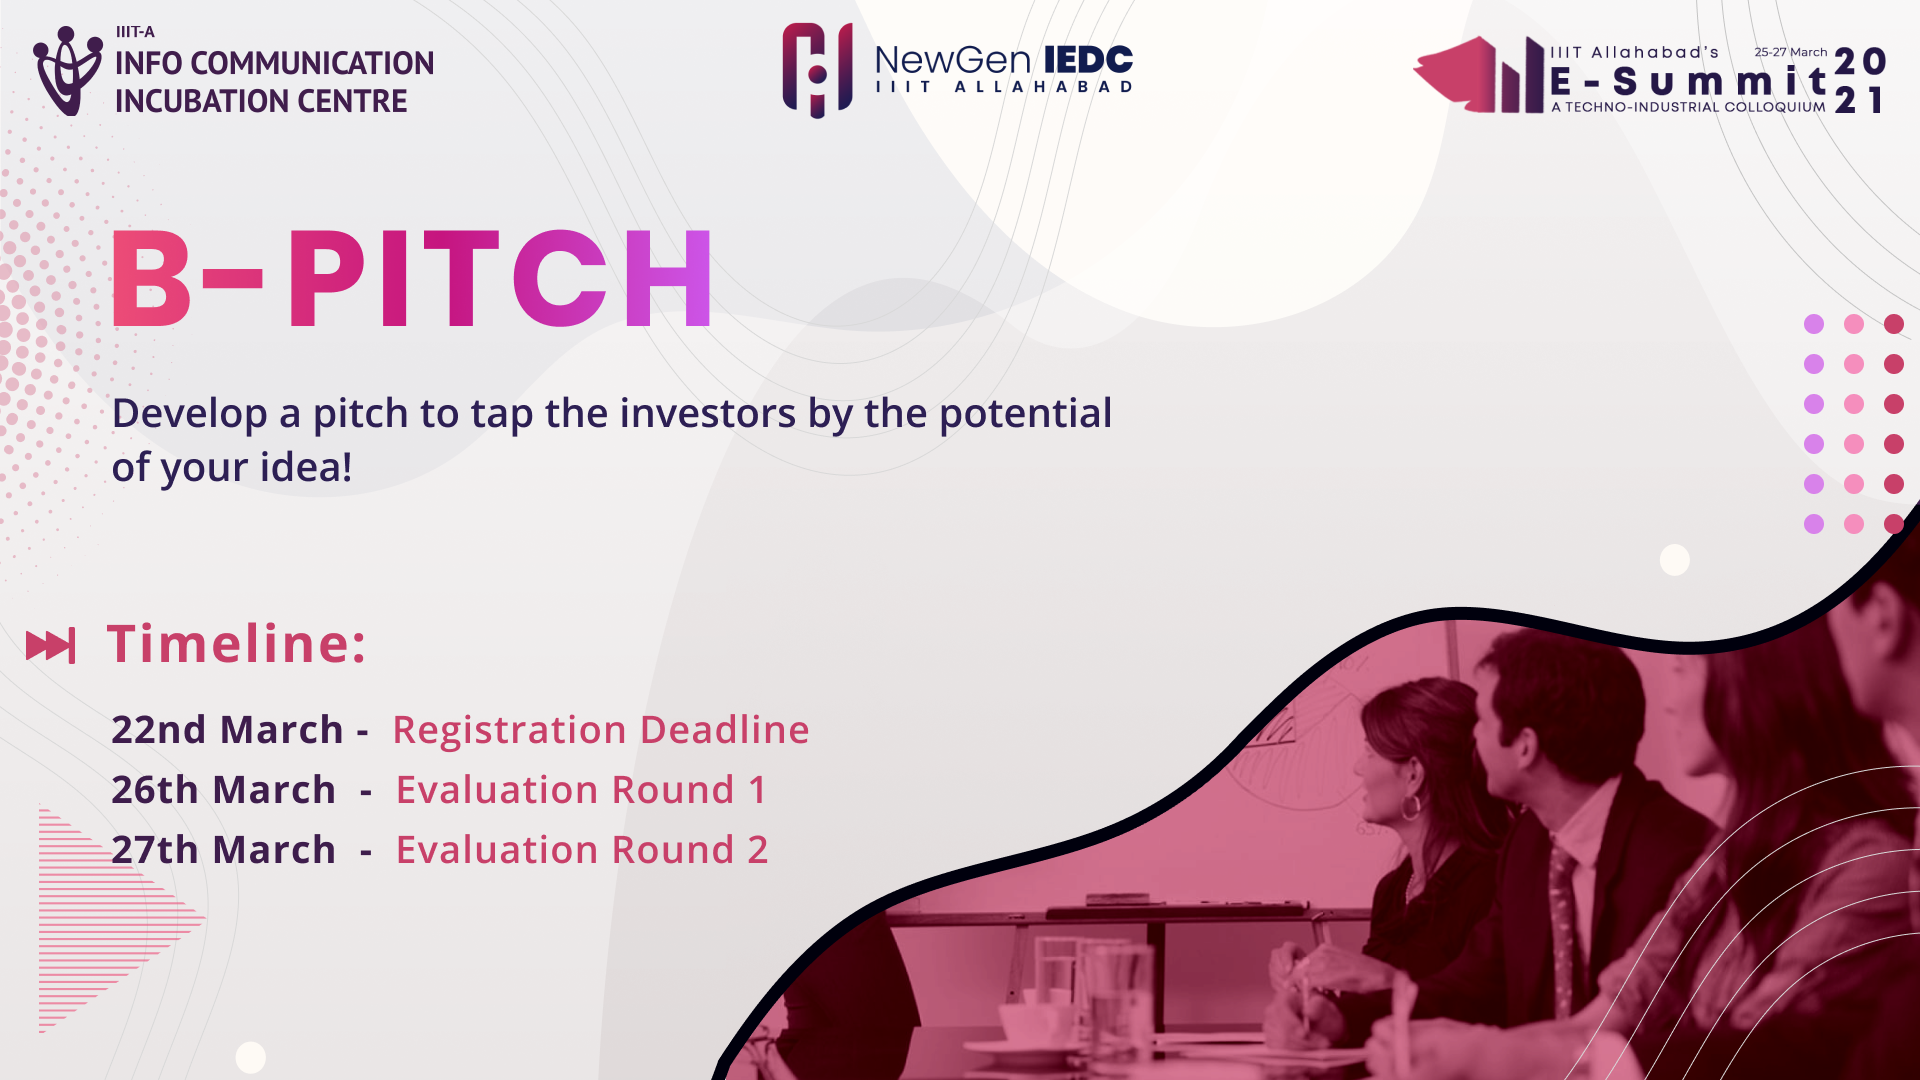 IIIT-A
INFO COMMUNICATION
INCUBATION CENTRE
NewGen IEDC
IIIT ALLAHABAD
IIIT Allahabad's 25-27 March
E-Summit
A TECHNO-INDUSTRIAL COLLOQUIUM
20
21
B-PITCH
Develop a pitch to tap the investors by the potential
of your idea!
Timeline:
22nd March - Registration Deadline
26th March - Evaluation Round 1
27th March - Evaluation Round 2